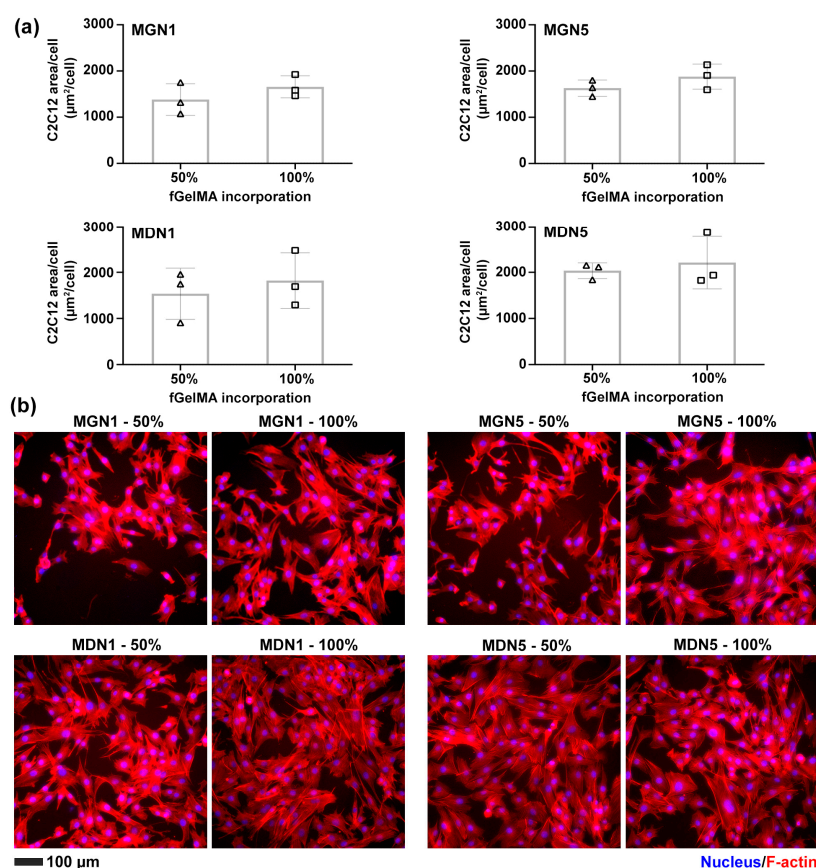 (a)
MGN1
C2C12 area/cell
(µm²/cell)
3000
2000
1000
0
50%
100%
fGelMA incorporation
MGN5
C2C12 area/cell
(µm²/cell)
3000
2000
1000
0
50%
100%
fGelMA incorporation
MDN1
C2C12 area/cell
(µm²/cell)
3000
2000
1000
0
50%
100%
fGelMA incorporation
MDN5
C2C12 area/cell
(µm²/cell)
3000
2000
1000
0
50%
100%
fGelMA incorporation
(b)
MGN1 - 50%
MGN1 - 100%
MGN5 - 50%
MGN5 - 100%
MDN1 - 50%
MDN1 - 100%
MDN5 - 50%
MDN5 - 100%
100 µm
Nucleus/F-actin